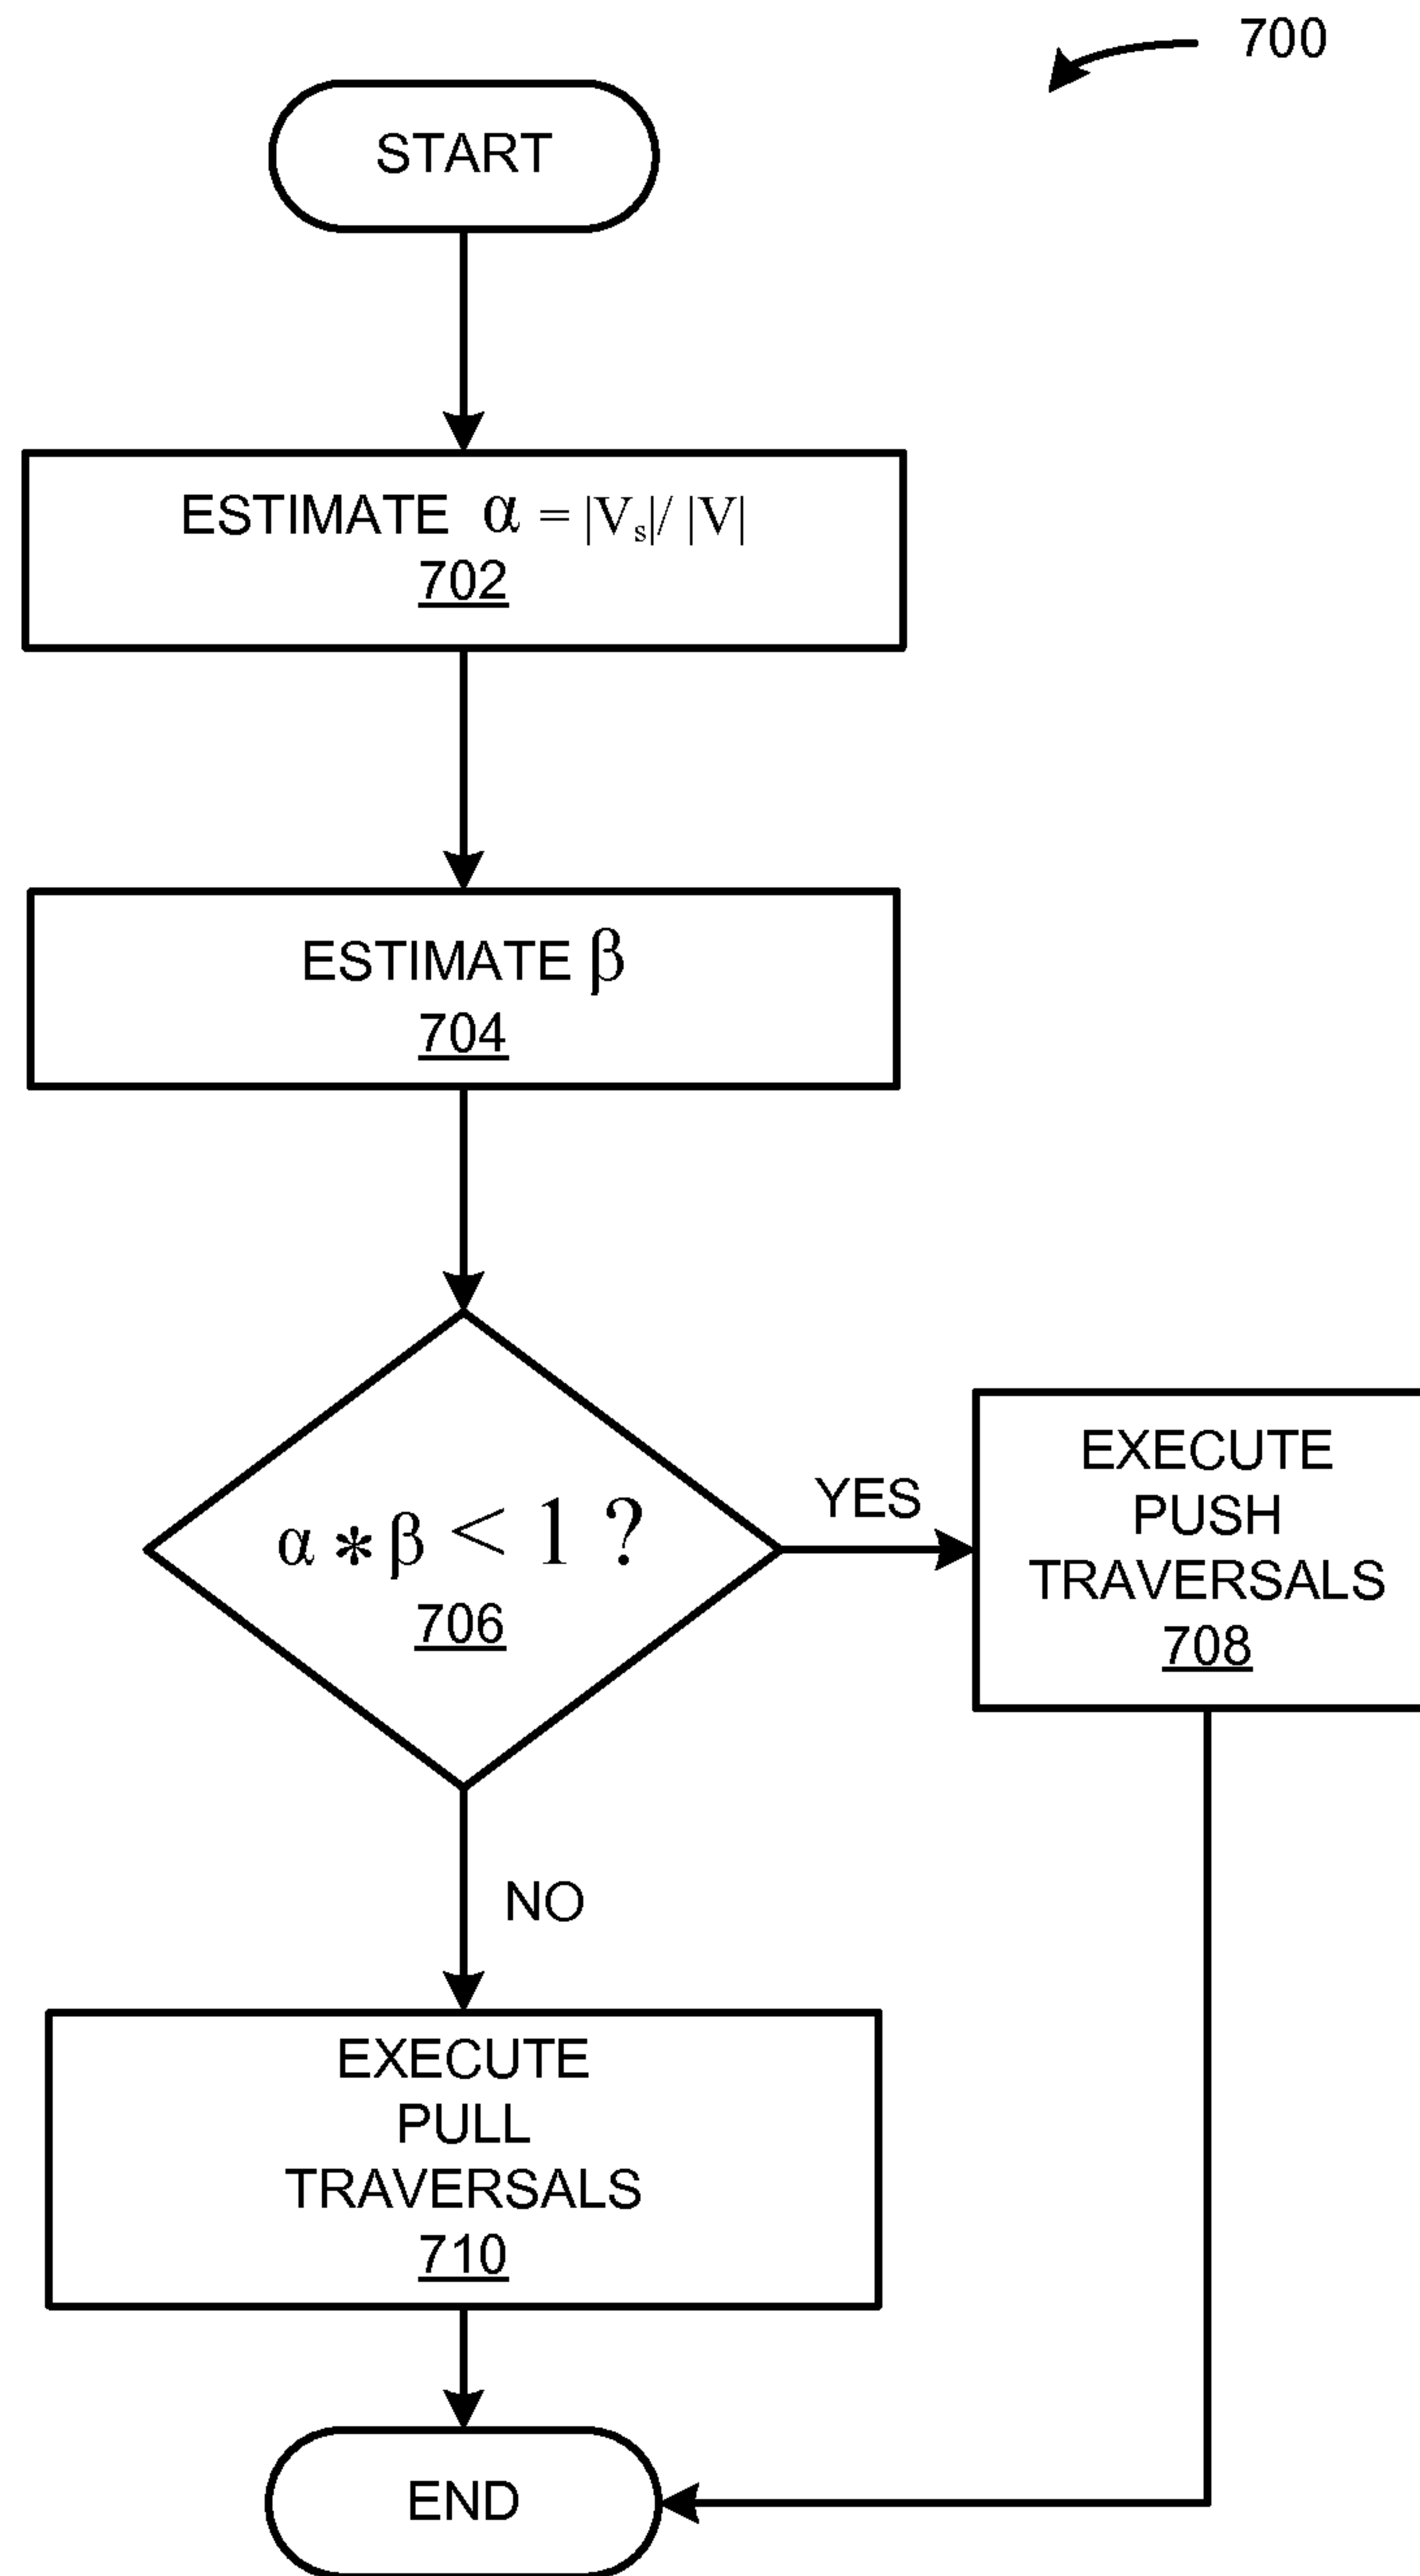 700
START
ESTIMATE α = |Vₛ|/ |V|
702
ESTIMATE β
704
α * β < 1 ?
706
YES
EXECUTE
PUSH
TRAVERSALS
708
NO
EXECUTE
PULL
TRAVERSALS
710
END